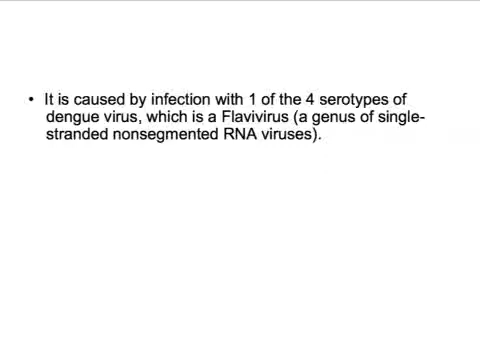 • It is caused by infection with 1 of the 4 serotypes of
dengue virus, which is a Flavivirus (a genus of single-
stranded nonsegmented RNA viruses).